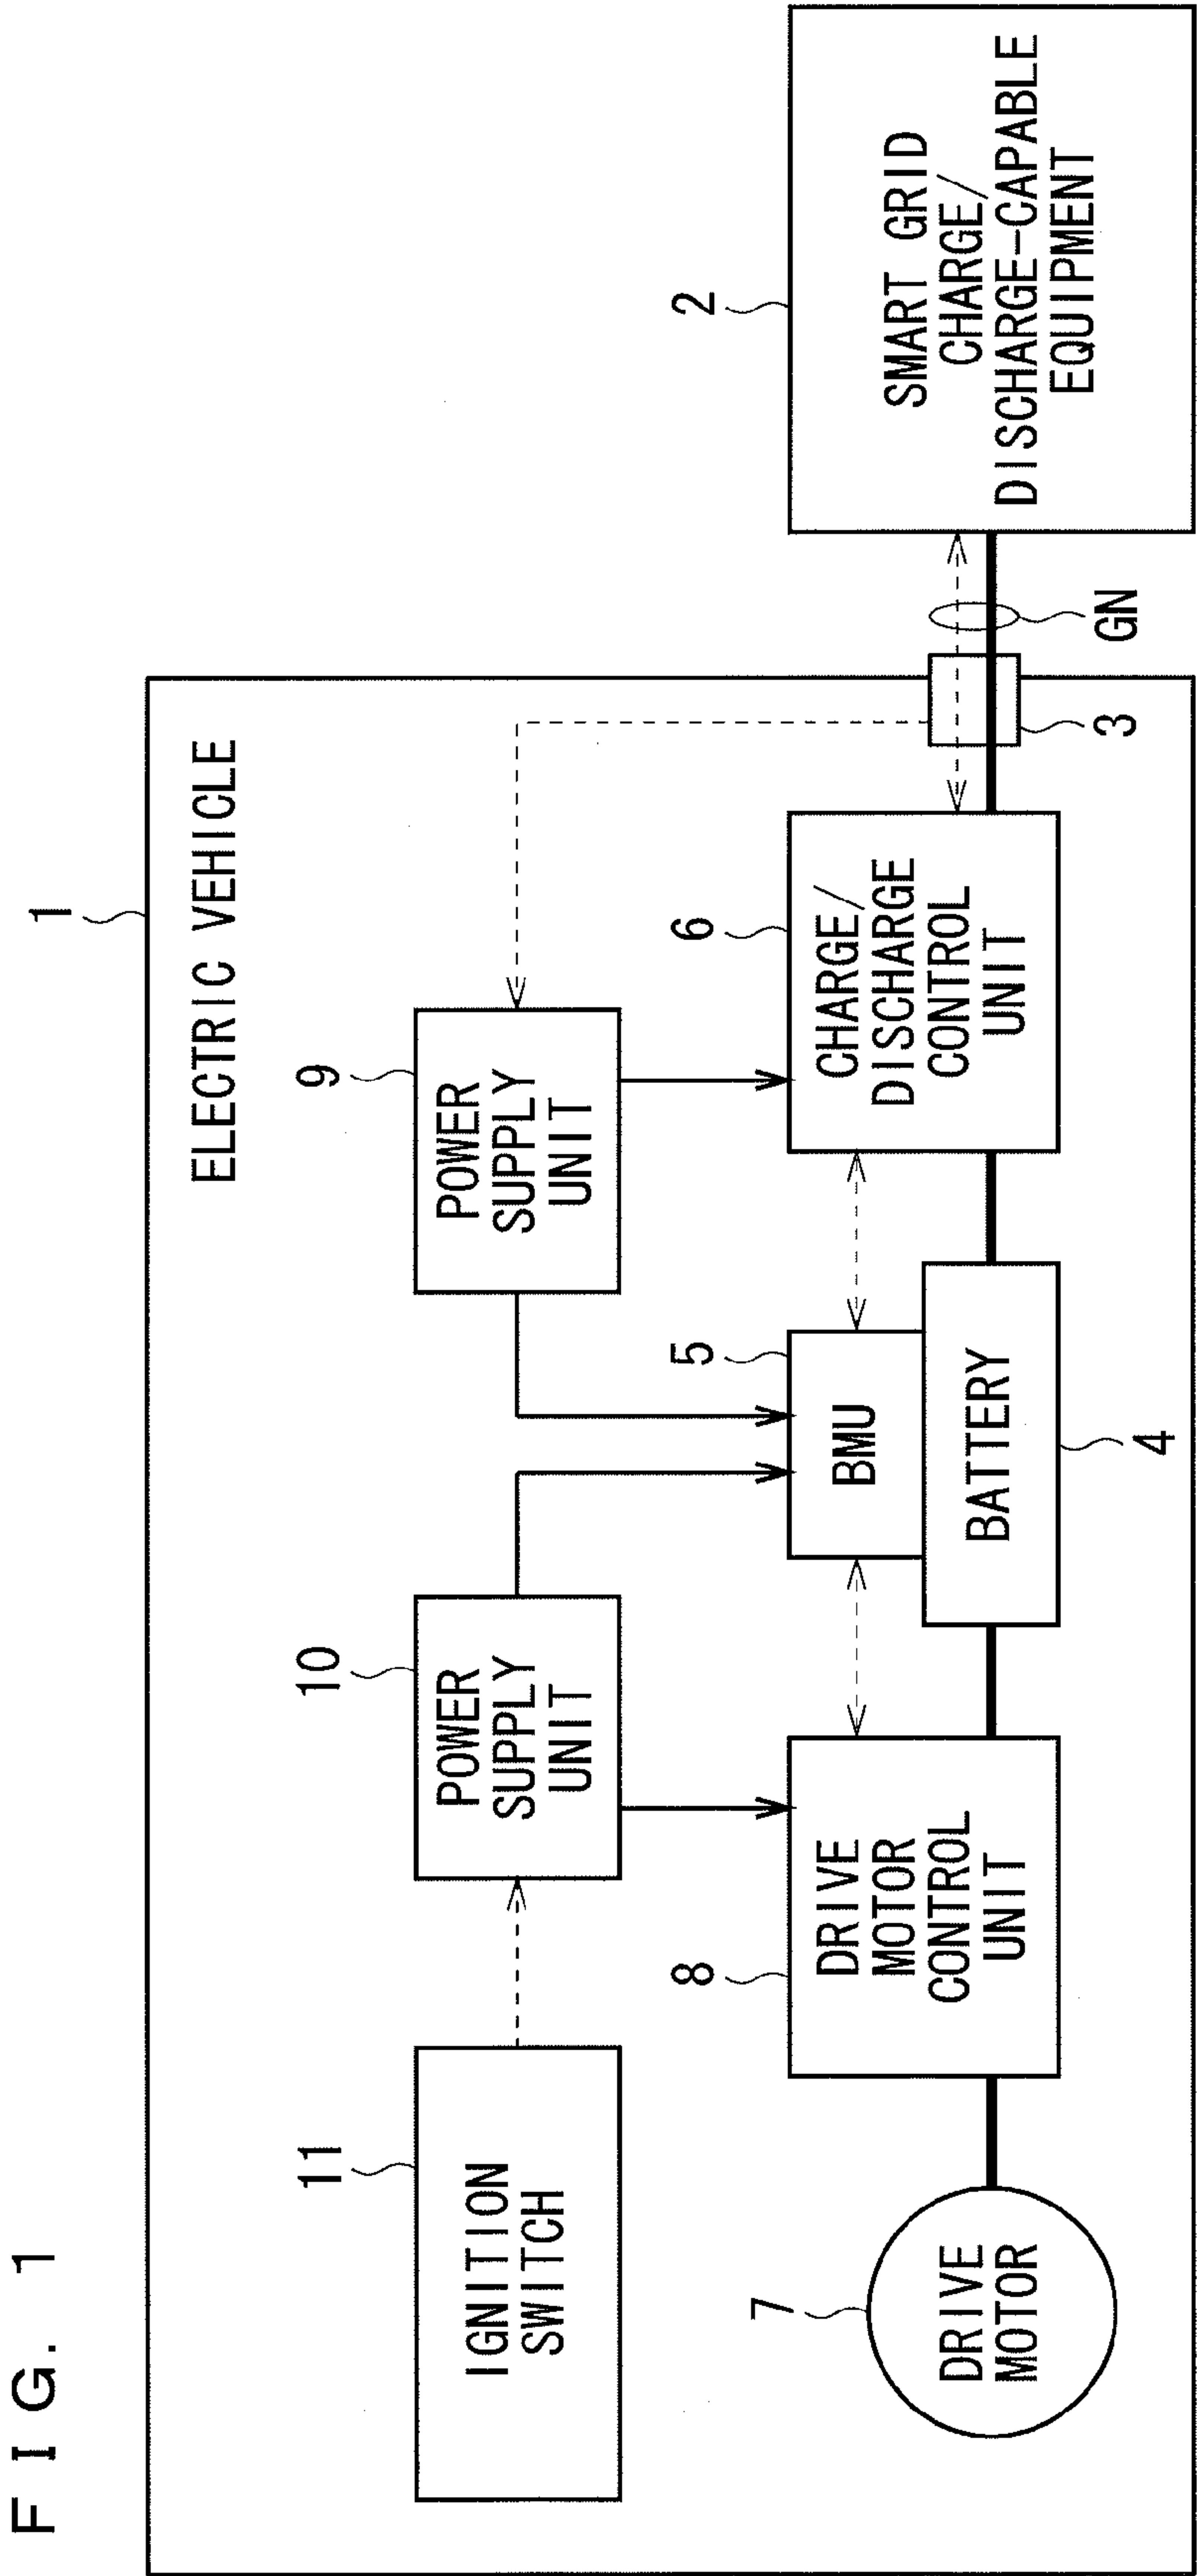 FIG. 1
1
ELECTRIC VEHICLE
11
IGNITION
SWITCH
10
POWER
SUPPLY
UNIT
9
POWER
SUPPLY
UNIT
7
DRIVE
MOTOR
8
DRIVE
MOTOR
CONTROL
UNIT
5
BMU
BATTERY
4
6
CHARGE/
DISCHARGE
CONTROL
UNIT
3
GN
2
SMART GRID
CHARGE/
DISCHARGE-CAPABLE
EQUIPMENT